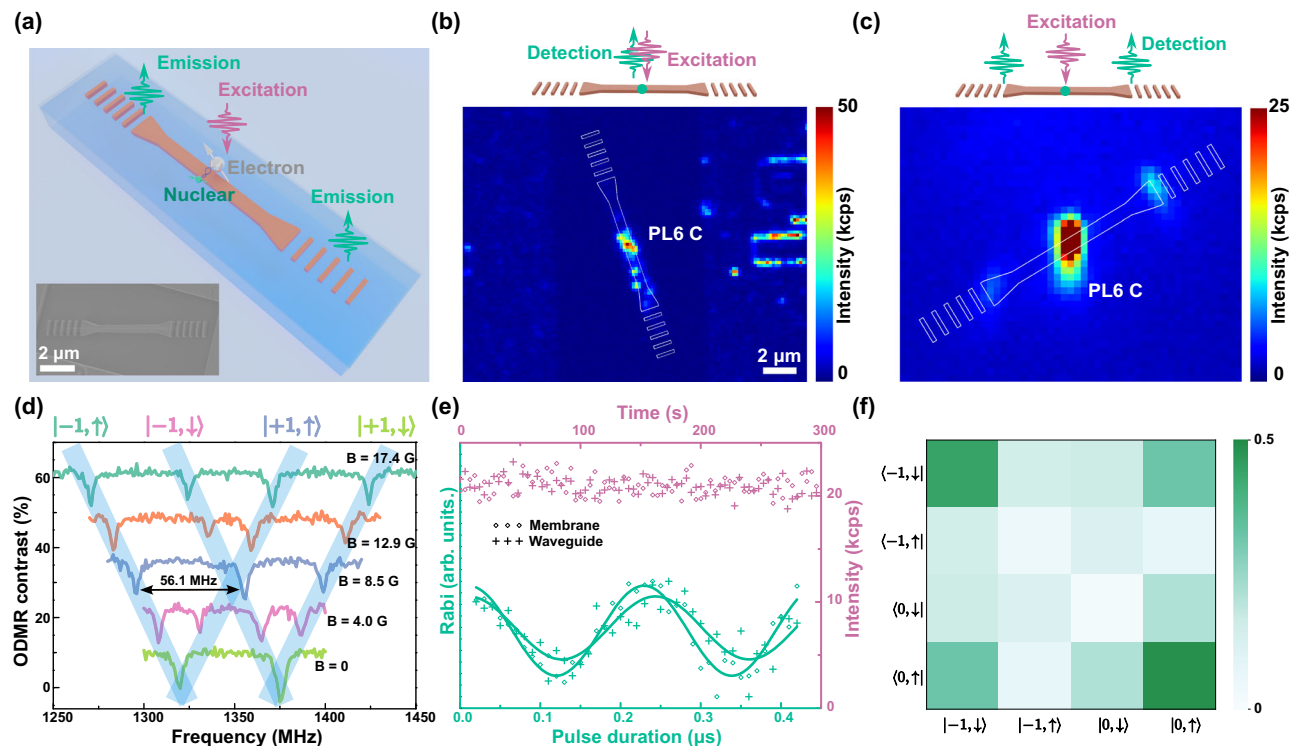 (a)
Emission
Excitation
Electron
Nuclear
Emission
2 μm
(b)
Detection
Excitation
PL6 C
2 μm
50
Intensity (kcps)
0
(c)
Excitation
Detection
PL6 C
25
Intensity (kcps)
0
(d)
|−1,↑⟩ |−1,↓⟩ |+1,↑⟩ |+1,↓⟩
B = 17.4 G
B = 12.9 G
B = 8.5 G
56.1 MHz
B = 4.0 G
B = 0
ODMR contrast (%)
60
40
20
0
1250 1300 1350 1400 1450
Frequency (MHz)
(e)
Time (s)
0 100 200 300
Membrane
Waveguide
Rabi (arb. units.)
Intensity (kcps)
20
10
0
0.0 0.1 0.2 0.3 0.4
Pulse duration (μs)
(f)
⟨−1,↓|
⟨−1,↑|
⟨0,↓|
⟨0,↑|
|−1,↓⟩ |−1,↑⟩ |0,↓⟩ |0,↑⟩
0.5
0